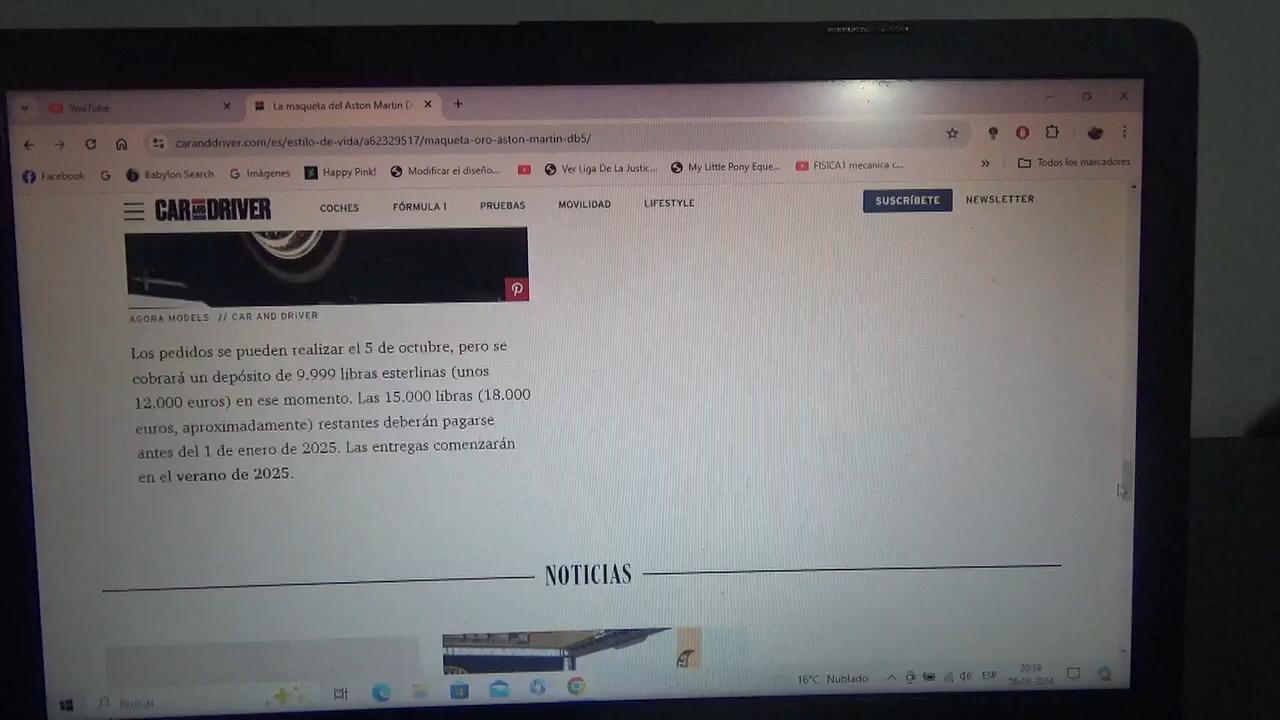 YouTube
La maqueta del Aston Martin D
caranddriver.com/es/estilo-de-vida/a62329517/maqueta-oro-aston-martin-db5/
Facebook
Babylon Search
Imágenes
Happy Pink!
Modificar el diseño...
Ver Liga De La Justic...
My Little Pony Eque...
FISICA1 mecanica c...
»
Todos los marcadores
CAR AND DRIVER
COCHES
FÓRMULA 1
PRUEBAS
MOVILIDAD
LIFESTYLE
SUSCRÍBETE
NEWSLETTER
AGORA MODELS // CAR AND DRIVER
Los pedidos se pueden realizar el 5 de octubre, pero se
cobrará un depósito de 9.999 libras esterlinas (unos
12.000 euros) en ese momento. Las 15.000 libras (18.000
euros, aproximadamente) restantes deberán pagarse
antes del 1 de enero de 2025. Las entregas comenzarán
en el verano de 2025.
NOTICIAS
Buscar
16°C Nublado
ESP
20:39